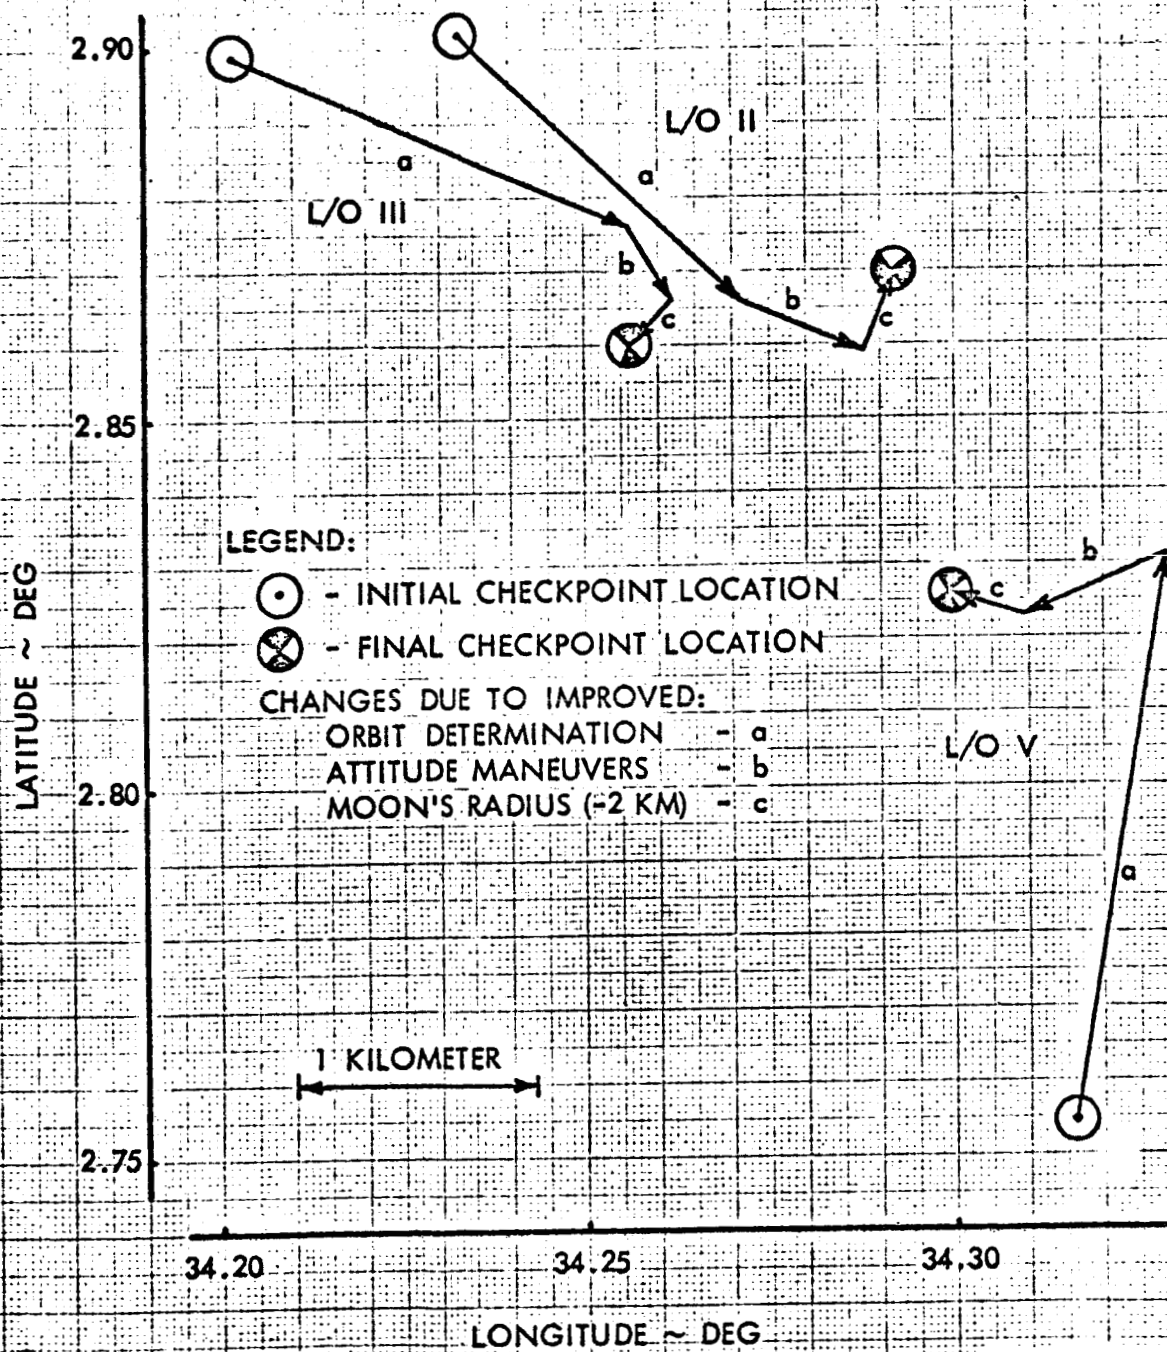 2.90
L/O II
a
a
L/O III
b
b
c
c
2.85
LEGEND:
b
- INITIAL CHECKPOINT LOCATION
c
- FINAL CHECKPOINT LOCATION
CHANGES DUE TO IMPROVED:
ORBIT DETERMINATION - a
L/O V
ATTITUDE MANEUVERS - b
2.80
MOON'S RADIUS (-2 KM) - c
LATITUDE ~ DEG
a
1 KILOMETER
2.75
34.20 34.25 34.30
LONGITUDE ~ DEG